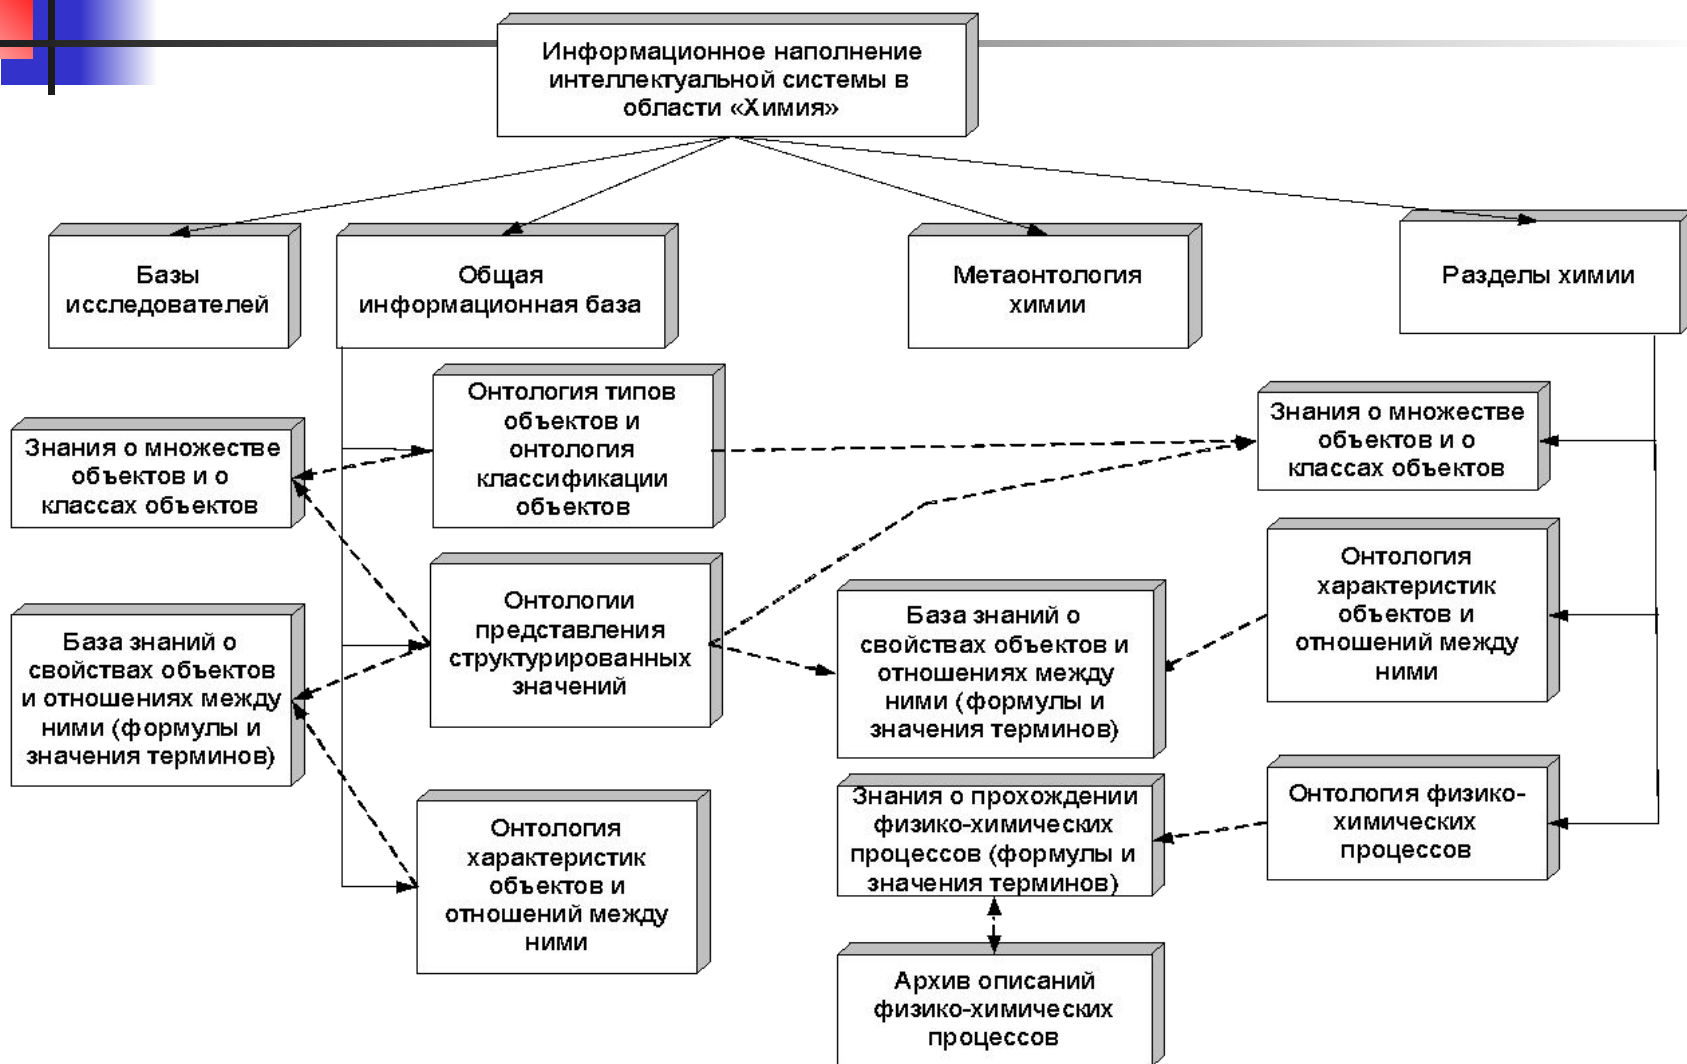 Информационное наполнение
интеллектуальной системы в
области «Химия»
Базы
исследователей
Общая
информационная база
Метаонтология
химии
Разделы химии
Знания о множестве
объектов и о
классах объектов
Онтология типов
объектов и
онтология
классификации
объектов
Знания о множестве
объектов и о
классах объектов
База знаний о
свойствах объектов
и отношениях между
ними (формулы и
значения терминов)
Онтологии
представления
структурированных
значений
База знаний о
свойствах объектов и
отношениях между
ними (формулы и
значения терминов)
Онтология
характеристик
объектов и
отношений между
ними
Онтология
характеристик
объектов и
отношений между
ними
Знания о прохождении
физико-химических
процессов (формулы и
значения терминов)
Онтология физико-
химических
процессов
Архив описаний
физико-химических
процессов